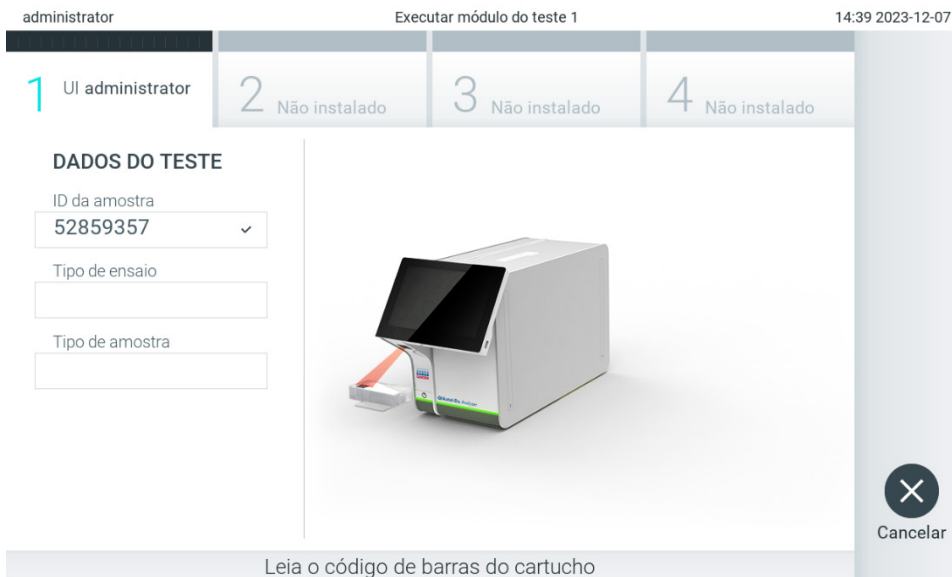 administrator
Executar módulo do teste 1
14:39 2023-12-07
1 UI administrator
2 Não instalado
3 Não instalado
4 Não instalado
DADOS DO TESTE
ID da amostra
52859357
Tipo de ensaio
Tipo de amostra
Cancelar
Leia o código de barras do cartucho